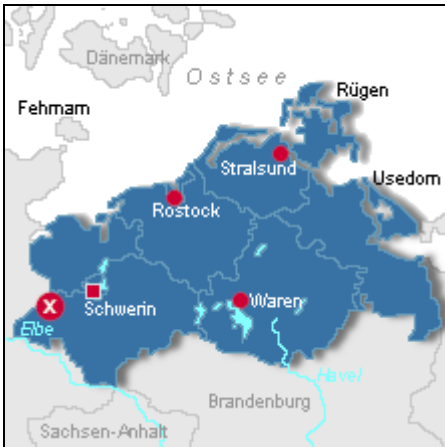 Dänemark
Ostsee
Rügen
Fehmarn
Stralsund
Usedom
Rostock
X
Schwerin
Waren
Elbe
Havel
Brandenburg
Sachsen-Anhalt